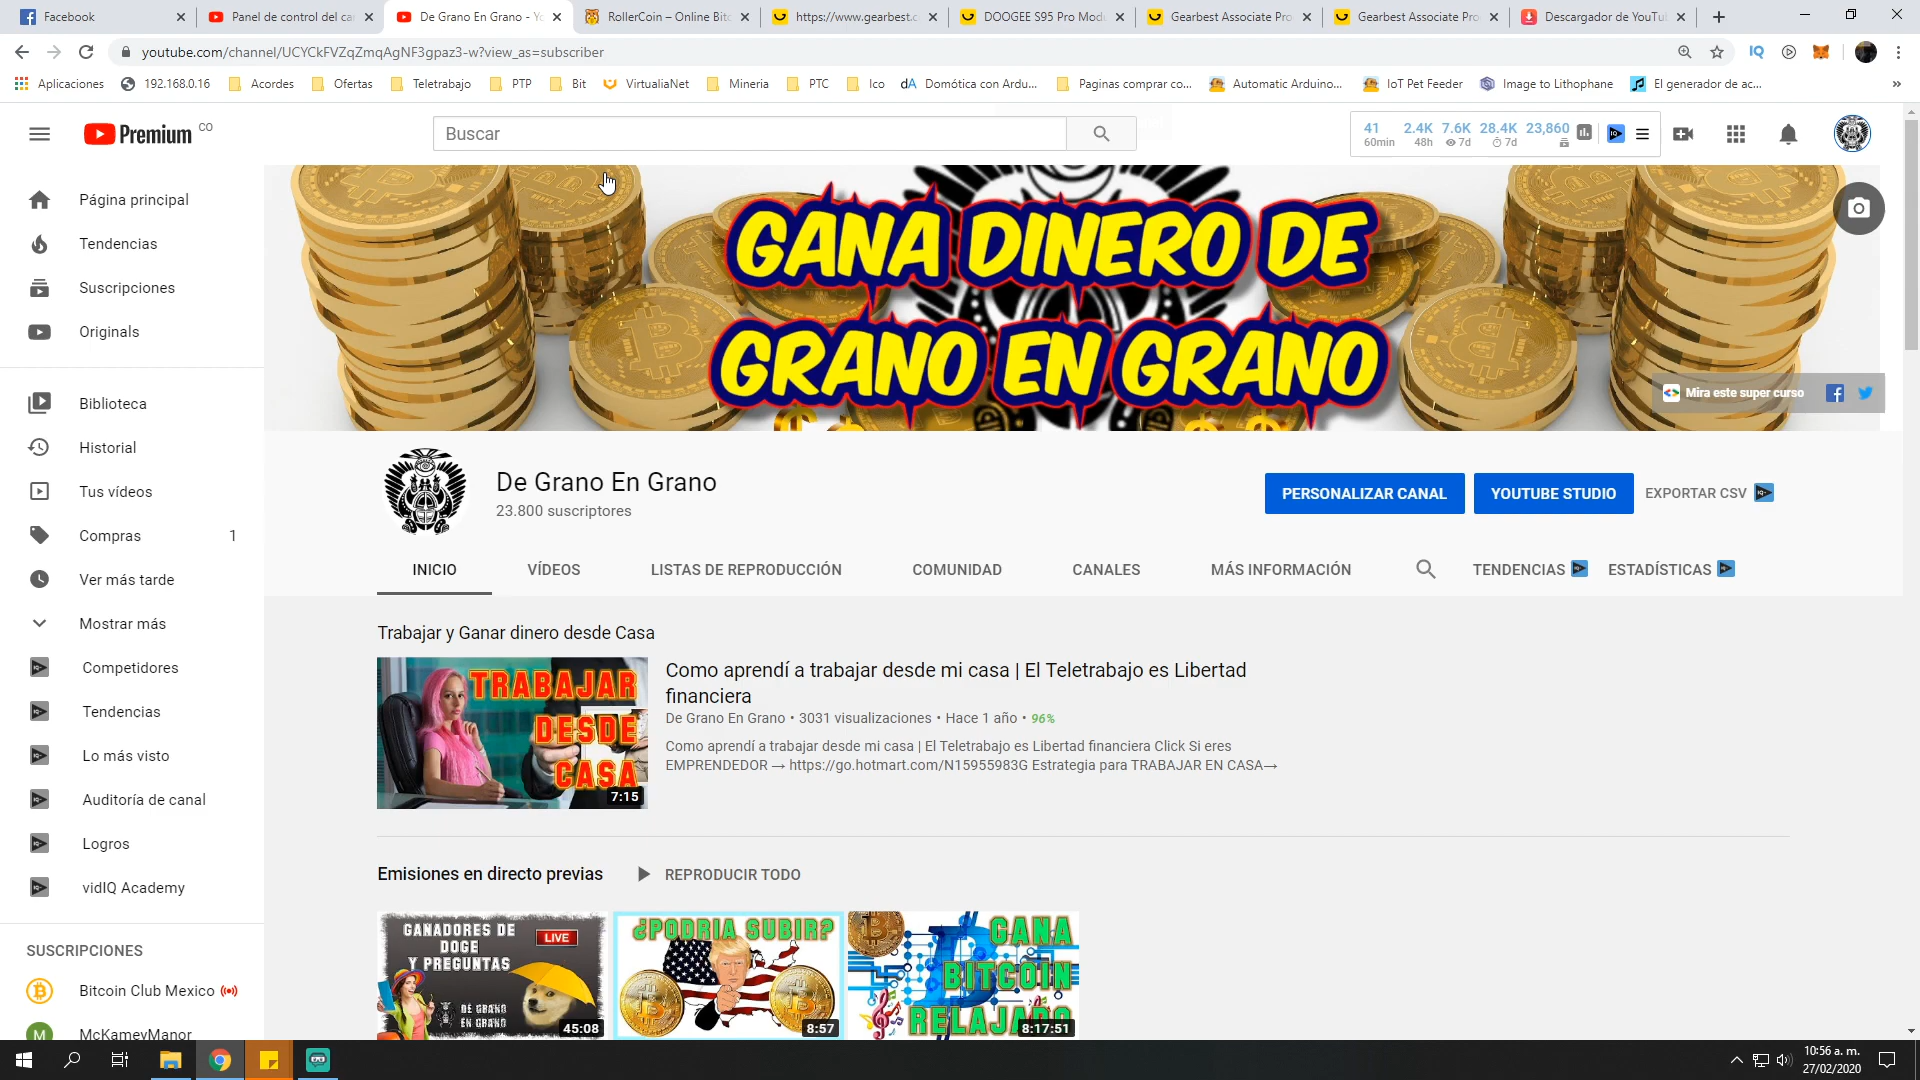 Facebook
Panel de control del ca
De Grano En Grano - Yo
RollerCoin – Online Bitc
https://www.gearbest.c
DOOGEE S95 Pro Mod
Gearbest Associate Pro
Gearbest Associate Pro
Descargador de YouTu
youtube.com/channel/UCYCkFVZqZmqAgNF3gpaz3-w?view_as=subscriber
Aplicaciones
192.168.0.16
Acordes
Ofertas
Teletrabajo
PTP
Bit
VirtualiaNet
Mineria
PTC
Ico
Domótica con Ardu...
Paginas comprar co...
Automatic Arduino...
IoT Pet Feeder
Image to Lithophane
El generador de ac...
Premium CO
Buscar
41 2.4K 7.6K 28.4K 23,860
60min 48h 7d 7d
GANA DINERO DE
GRANO EN GRANO
Mira este super curso
Página principal
Tendencias
Suscripciones
Originals
Biblioteca
Historial
Tus vídeos
Compras 1
Ver más tarde
Mostrar más
Competidores
Tendencias
Lo más visto
Auditoría de canal
Logros
vidIQ Academy
SUSCRIPCIONES
Bitcoin Club Mexico
M McKameyManor
De Grano En Grano
23.800 suscriptores
PERSONALIZAR CANAL
YOUTUBE STUDIO
EXPORTAR CSV
INICIO
VÍDEOS
LISTAS DE REPRODUCCIÓN
COMUNIDAD
CANALES
MÁS INFORMACIÓN
TENDENCIAS
ESTADÍSTICAS
Trabajar y Ganar dinero desde Casa
TRABAJAR
DESDE
CASA
7:15
Como aprendí a trabajar desde mi casa | El Teletrabajo es Libertad
financiera
De Grano En Grano • 3031 visualizaciones • Hace 1 año • 96%
Como aprendí a trabajar desde mi casa | El Teletrabajo es Libertad financiera Click Si eres
EMPRENDEDOR → https://go.hotmart.com/N15955983G Estrategia para TRABAJAR EN CASA→
Emisiones en directo previas
REPRODUCIR TODO
GANADORES DE
DOGE
Y PREGUNTAS
LIVE
DE GRANO
EN GRANO
45:08
¿PODRIA SUBIR?
8:57
GANA
BITCOIN
RELAJADO
8:17:51
10:56 a. m.
27/02/2020